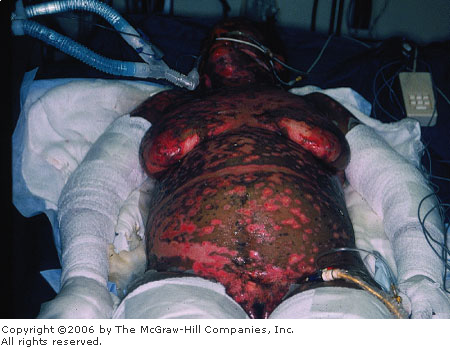 Copyright ©2006 by The McGraw-Hill Companies, Inc.
All rights reserved.